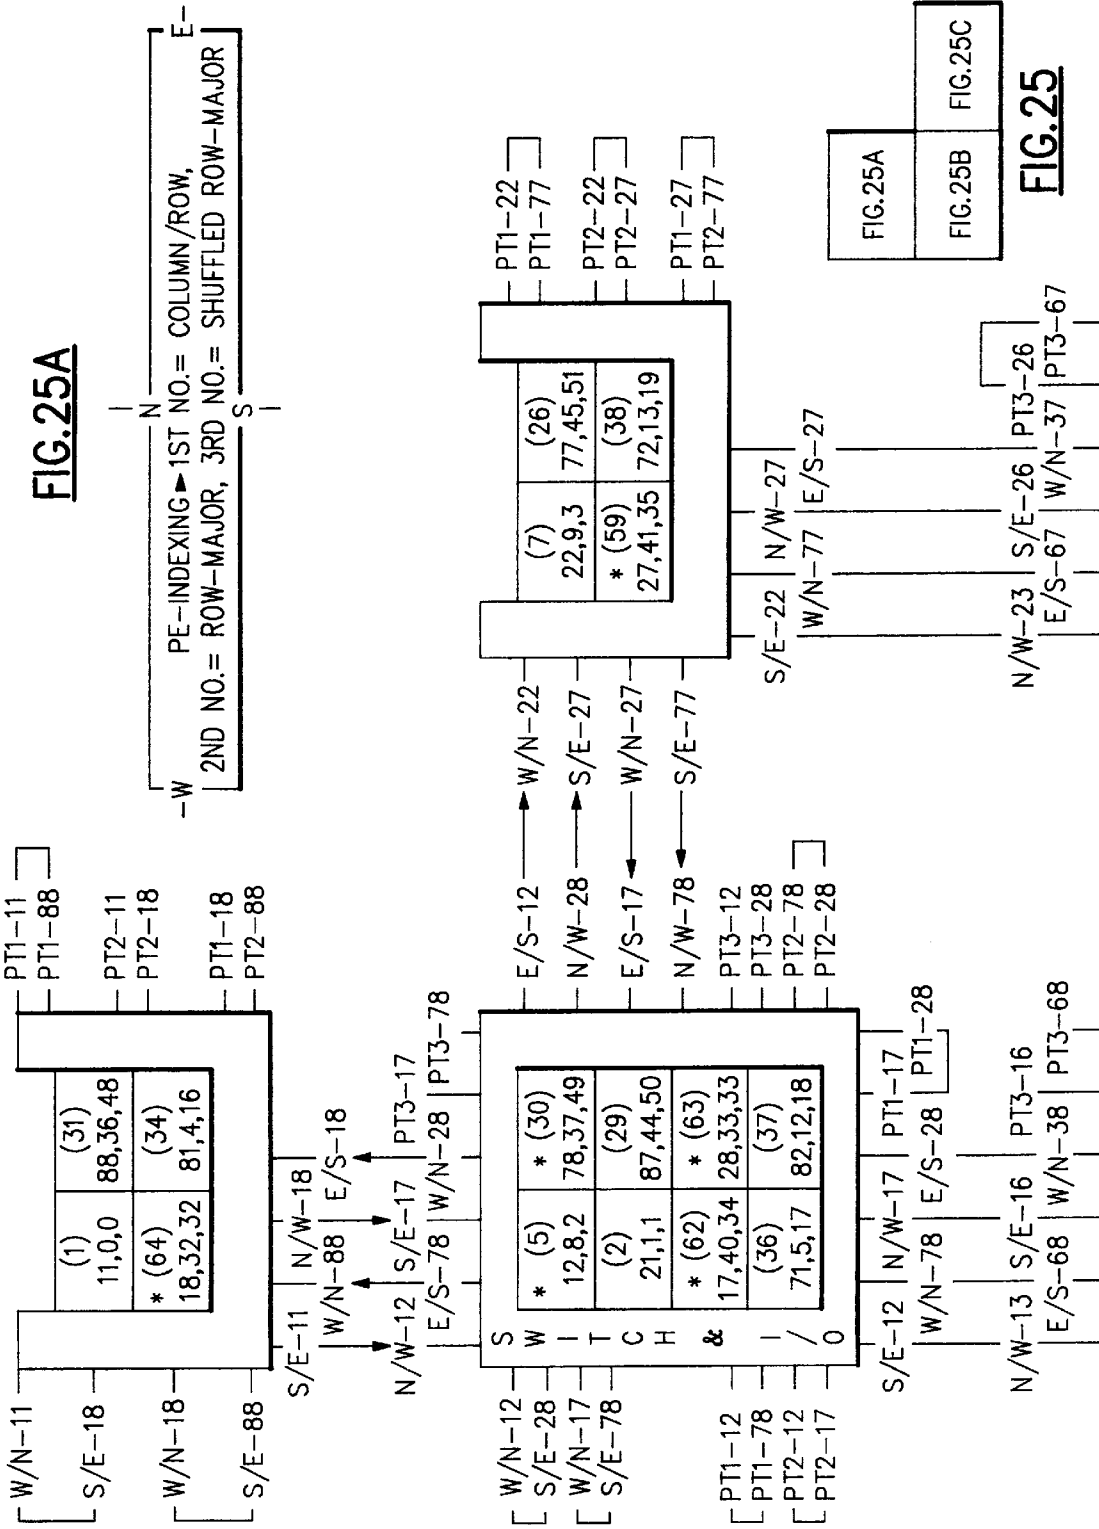 FIG.25A
N
PE-INDEXING►1ST NO.= COLUMN/ROW,
2ND NO.= ROW-MAJOR, 3RD NO.= SHUFFLED ROW-MAJOR
-W
E-
S
W/N-11
S/E-18
W/N-18
S/E-88
(1)
11,0,0
(31)
88,36,48
* (64)
18,32,32
(34)
81,4,16
PT1-11
PT1-88
PT2-11
PT2-18
PT1-18
PT2-88
S/E-11
W/N-88
N/W-18
E/S-18
N/W-12
E/S-78
S/E-17
W/N-28
PT3-17
PT3-78
W/N-12
S/E-28
W/N-17
S/E-78
PT1-12
PT1-78
PT2-12
PT2-17
SWITCH & I/O
* (5)
12,8,2
* (30)
78,37,49
(2)
21,1,1
(29)
87,44,50
* (62)
17,40,34
* (63)
28,33,33
(36)
71,5,17
(37)
82,12,18
E/S-12
N/W-28
E/S-17
N/W-78
PT3-12
PT3-28
PT2-78
PT2-28
W/N-22
S/E-27
W/N-27
S/E-77
(7)
22,9,3
(26)
77,45,51
* (59)
27,41,35
(38)
72,13,19
PT1-22
PT1-77
PT2-22
PT2-27
PT1-27
PT2-77
S/E-22
W/N-77
N/W-27
E/S-27
S/E-12
W/N-78
N/W-17
E/S-28
PT1-17
PT1-28
N/W-13
E/S-68
S/E-16
W/N-38
PT3-16
PT3-68
N/W-23
E/S-67
S/E-26
W/N-37
PT3-26
PT3-67
FIG.25A
FIG.25B
FIG.25C
FIG.25